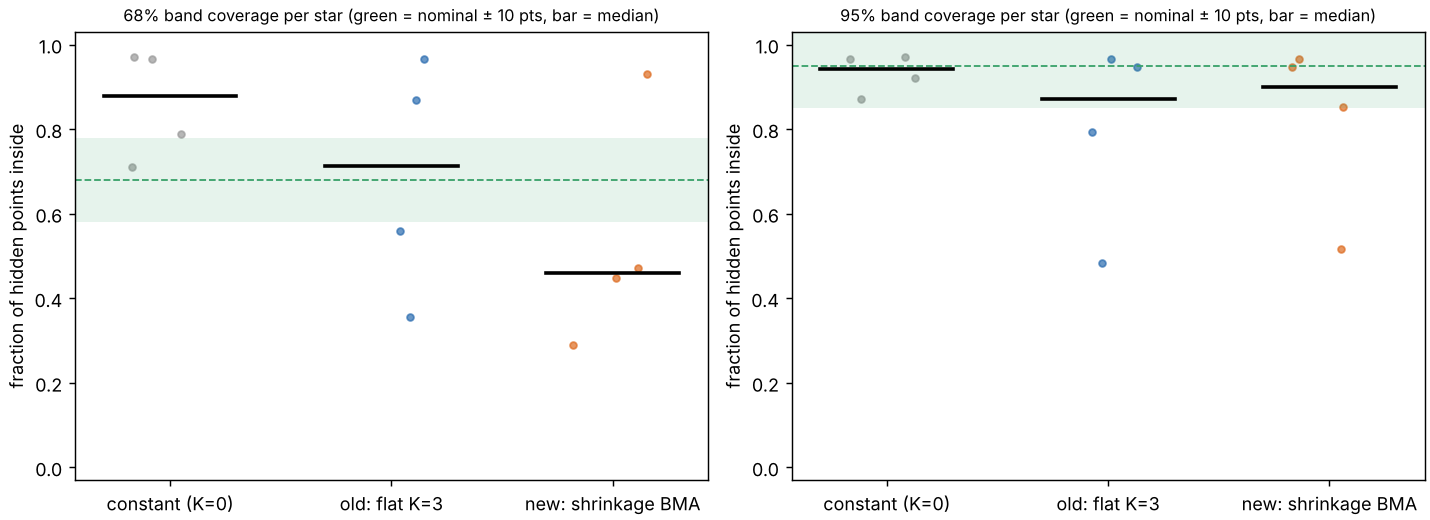 68% band coverage per star (green = nominal ± 10 pts, bar = median)
fraction of hidden points inside
1.0
0.8
0.6
0.4
0.2
0.0
constant (K=0)
old: flat K=3
new: shrinkage BMA
95% band coverage per star (green = nominal ± 10 pts, bar = median)
fraction of hidden points inside
1.0
0.8
0.6
0.4
0.2
0.0
constant (K=0)
old: flat K=3
new: shrinkage BMA